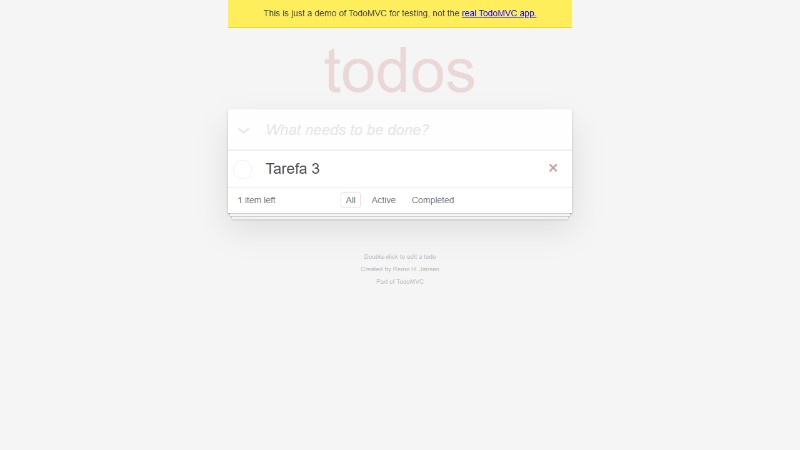 This is just a demo of TodoMVC for testing, not the real TodoMVC app.
todos
What needs to be done?
Tarefa 3
1 item left All Active Completed
Double-click to edit a todo
Created by Remo H. Jansen
Part of TodoMVC